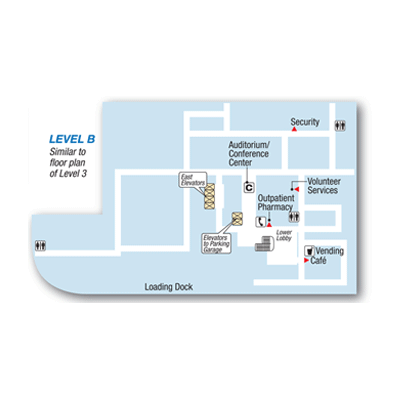 LEVEL B
Similar to
floor plan
of Level 3
Security
Auditorium/
Conference
Center
C
East
Elevators
Volunteer
Services
Outpatient
Pharmacy
Elevators
to Parking
Garage
Lower
Lobby
Vending
Café
Loading Dock